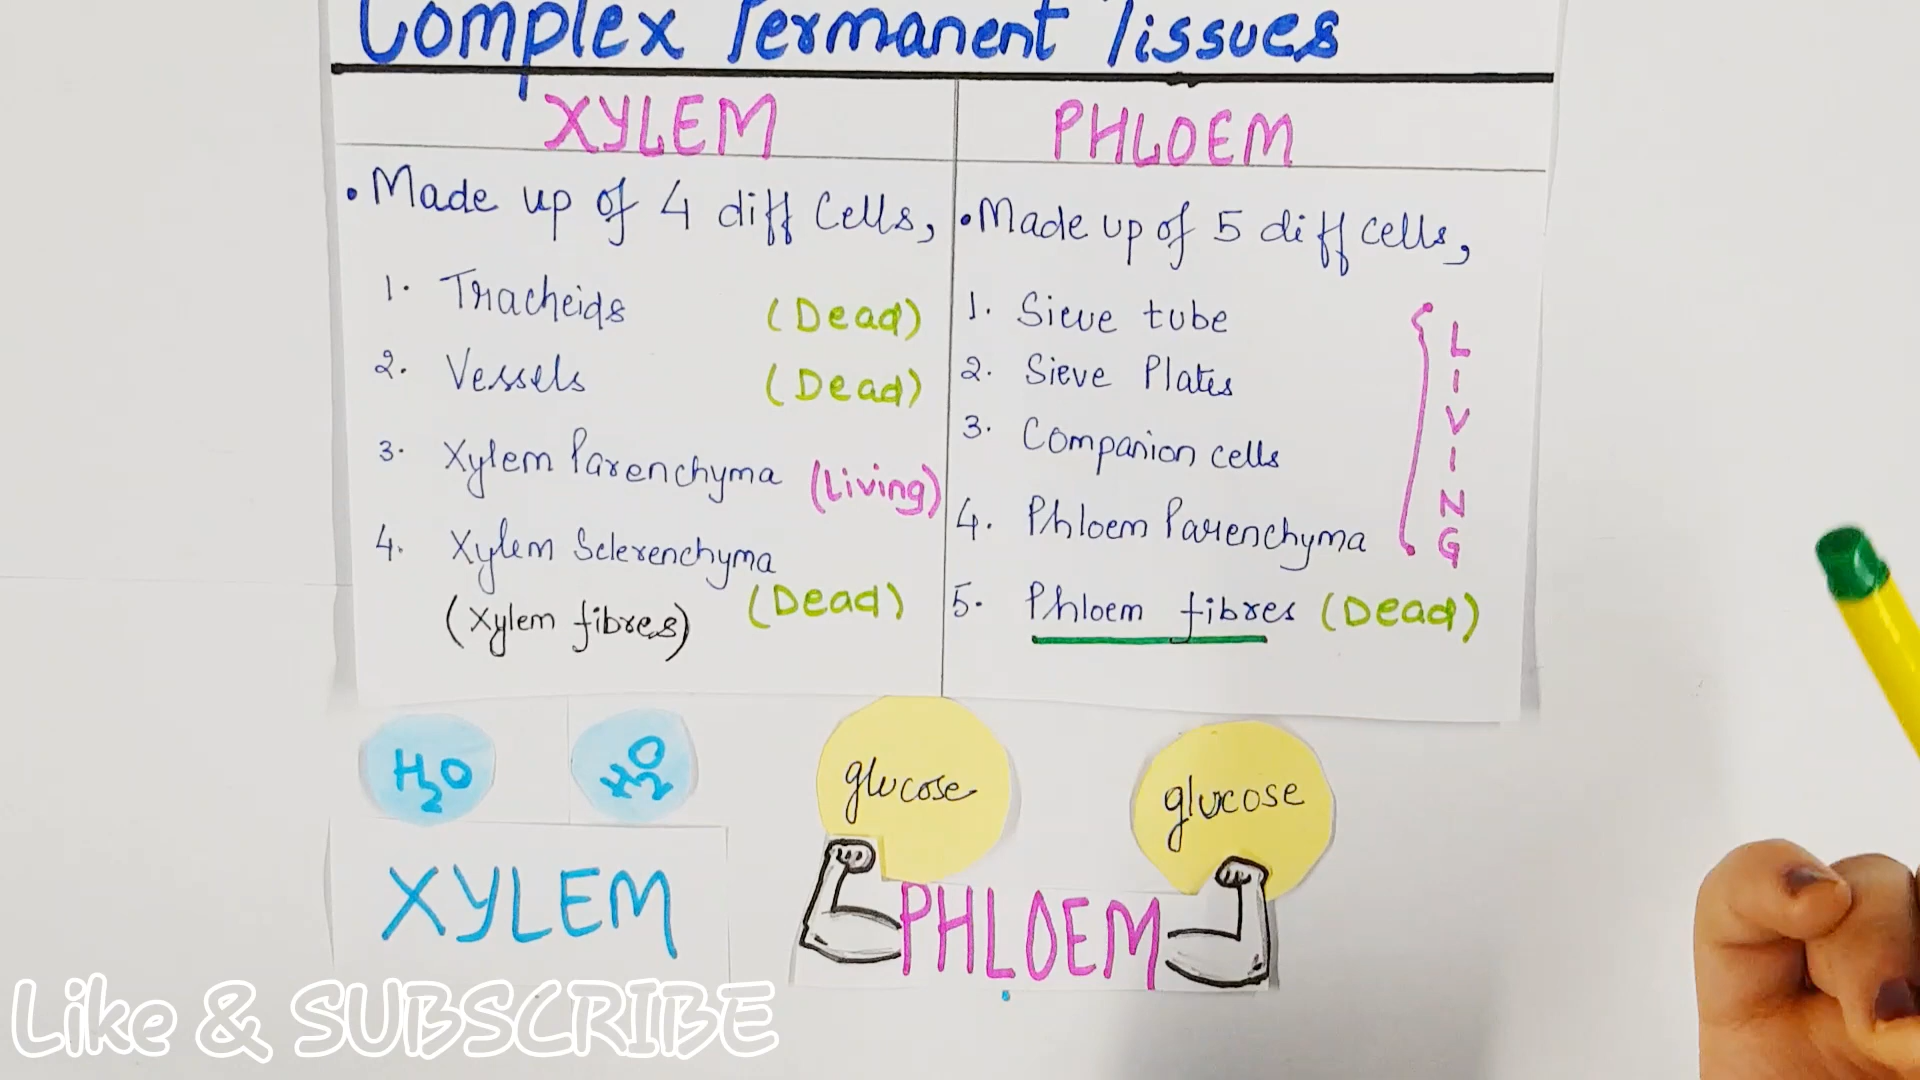 Complex Permanent Tissues
XYLEM
• Made up of 4 diff Cells,
1. Tracheids (Dead)
2. Vessels (Dead)
3. Xylem Parenchyma (Living)
4. Xylem Sclerenchyma
(Xylem fibres) (Dead)
PHLOEM
• Made up of 5 diff cells,
1. Sieve tube
2. Sieve Plates
3. Companion cells
4. Phloem Parenchyma
LIVING
5. Phloem fibres (Dead)
H2O
H2O
XYLEM
glucose
glucose
PHLOEM
Like & SUBSCRIBE